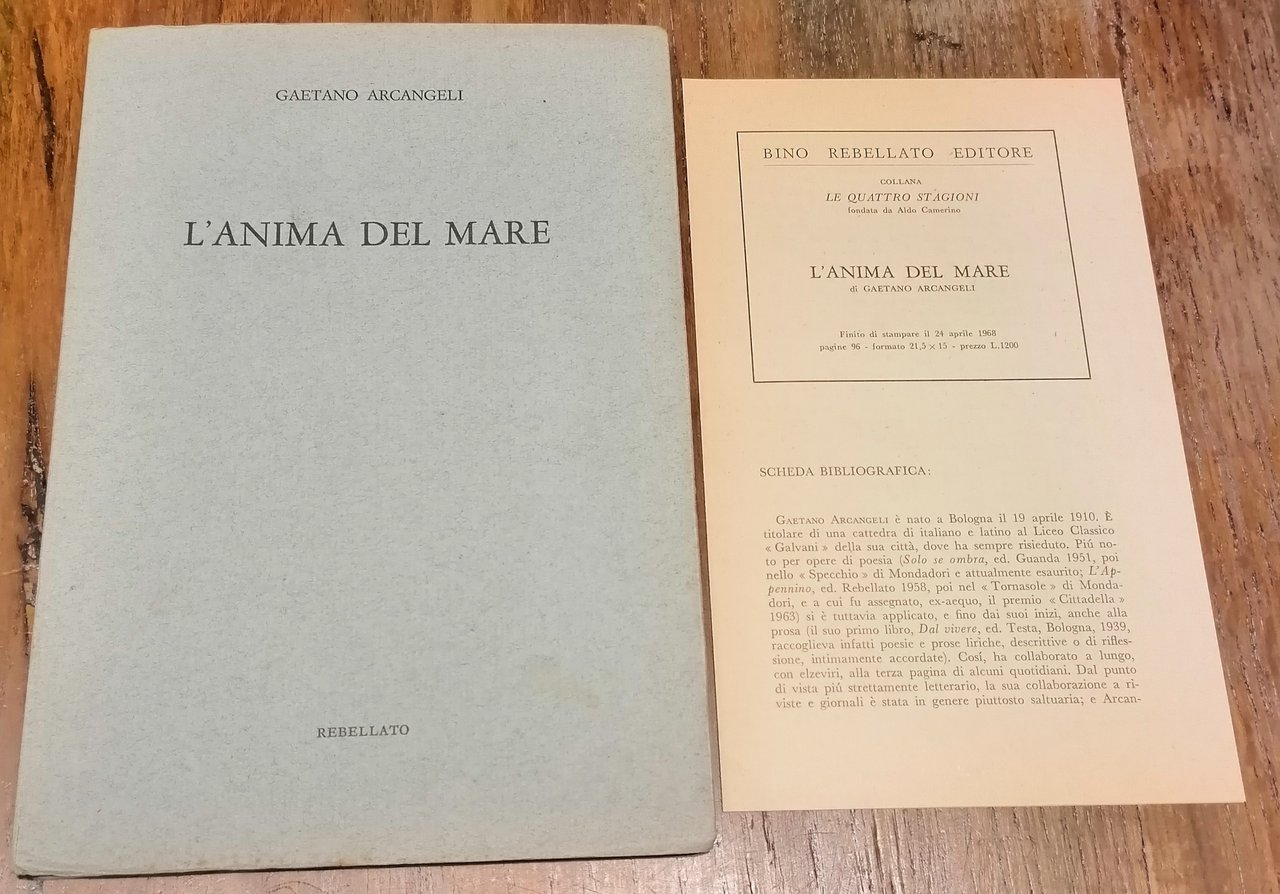 GAETANO ARCANGELI
L'ANIMA DEL MARE
REBELLATO
BINO REBELLATO EDITORE
COLLANA
LE QUATTRO STAGIONI
fondata da Aldo Camerino
L'ANIMA DEL MARE
di GAETANO ARCANGELI
Finito di stampare il 24 aprile 1968
pagine 96 - formato 21,5 × 15 - prezzo L.1200
SCHEDA BIBLIOGRAFICA:
GAETANO ARCANGELI è nato a Bologna il 19 aprile 1910. È
titolare di una cattedra di italiano e latino al Liceo Classico
« Galvani » della sua città, dove ha sempre risieduto. Piú no-
to per opere di poesia (Solo se ombra, ed. Guanda 1951, poi
nello « Specchio » di Mondadori e attualmente esaurito; L'Ap-
pennino, ed. Rebellato 1958, poi nel « Tornasole » di Monda-
dori, e a cui fu assegnato, ex-aequo, il premio « Cittadella »
1963) si è tuttavia applicato, e fino dai suoi inizi, anche alla
prosa (il suo primo libro, Dal vivere, ed. Testa, Bologna, 1939,
raccoglieva infatti poesie e prose liriche, descrittive o di rifles-
sione, intimamente accordate). Cosí, ha collaborato a lungo,
con elzeviri, alla terza pagina di alcuni quotidiani. Dal punto
di vista piú strettamente letterario, la sua collaborazione a ri-
viste e giornali è stata in genere piuttosto saltuaria; e Arcan-